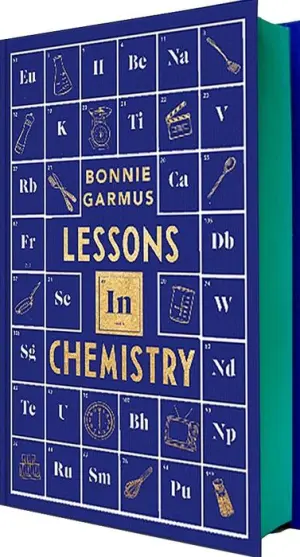 Eu H Be Na
K Ti V
Rb BONNIE Ca
GARMUS
Fr LESSONS Db
Sc In W
Sg CHEMISTRY Nd
Te U Bh Np
Ru Sm Pu